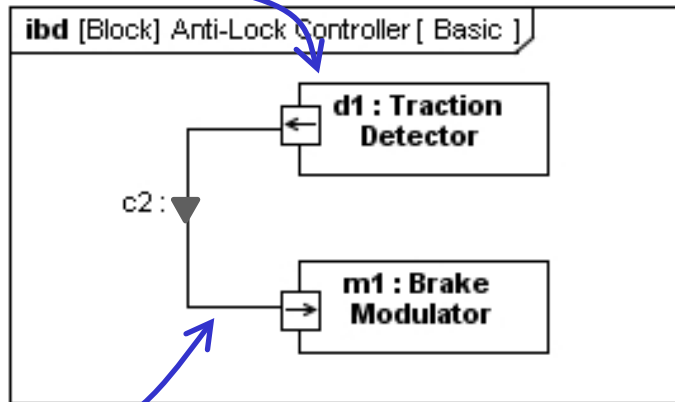 ibd [Block] Anti-Lock Controller [ Basic ]
d1 : Traction
Detector
c2 :
m1 : Brake
Modulator